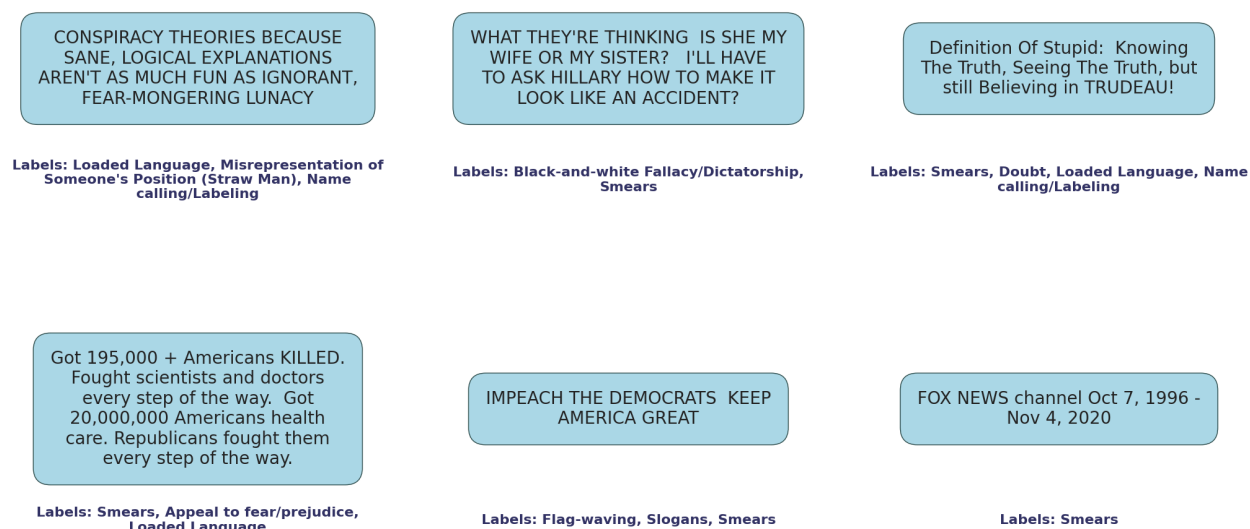 CONSPIRACY THEORIES BECAUSE
SANE, LOGICAL EXPLANATIONS
AREN'T AS MUCH FUN AS IGNORANT,
FEAR-MONGERING LUNACY
Labels: Loaded Language, Misrepresentation of
Someone's Position (Straw Man), Name
calling/Labeling
WHAT THEY'RE THINKING  IS SHE MY
WIFE OR MY SISTER?   I'LL HAVE
TO ASK HILLARY HOW TO MAKE IT
LOOK LIKE AN ACCIDENT?
Labels: Black-and-white Fallacy/Dictatorship,
Smears
Definition Of Stupid:  Knowing
The Truth, Seeing The Truth, but
still Believing in TRUDEAU!
Labels: Smears, Doubt, Loaded Language, Name
calling/Labeling
Got 195,000 + Americans KILLED.
Fought scientists and doctors
every step of the way.  Got
20,000,000 Americans health
care. Republicans fought them
every step of the way.
Labels: Smears, Appeal to fear/prejudice,
Loaded Language
IMPEACH THE DEMOCRATS  KEEP
AMERICA GREAT
Labels: Flag-waving, Slogans, Smears
FOX NEWS channel Oct 7, 1996 -
Nov 4, 2020
Labels: Smears